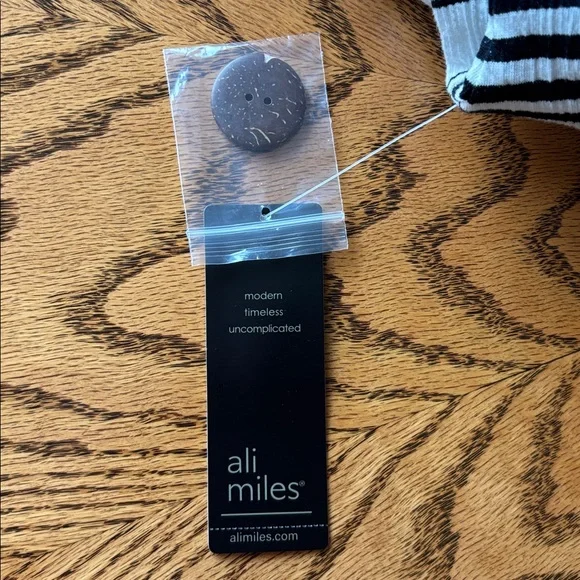 modern
timeless
uncomplicated
ali
miles®
alimiles.com